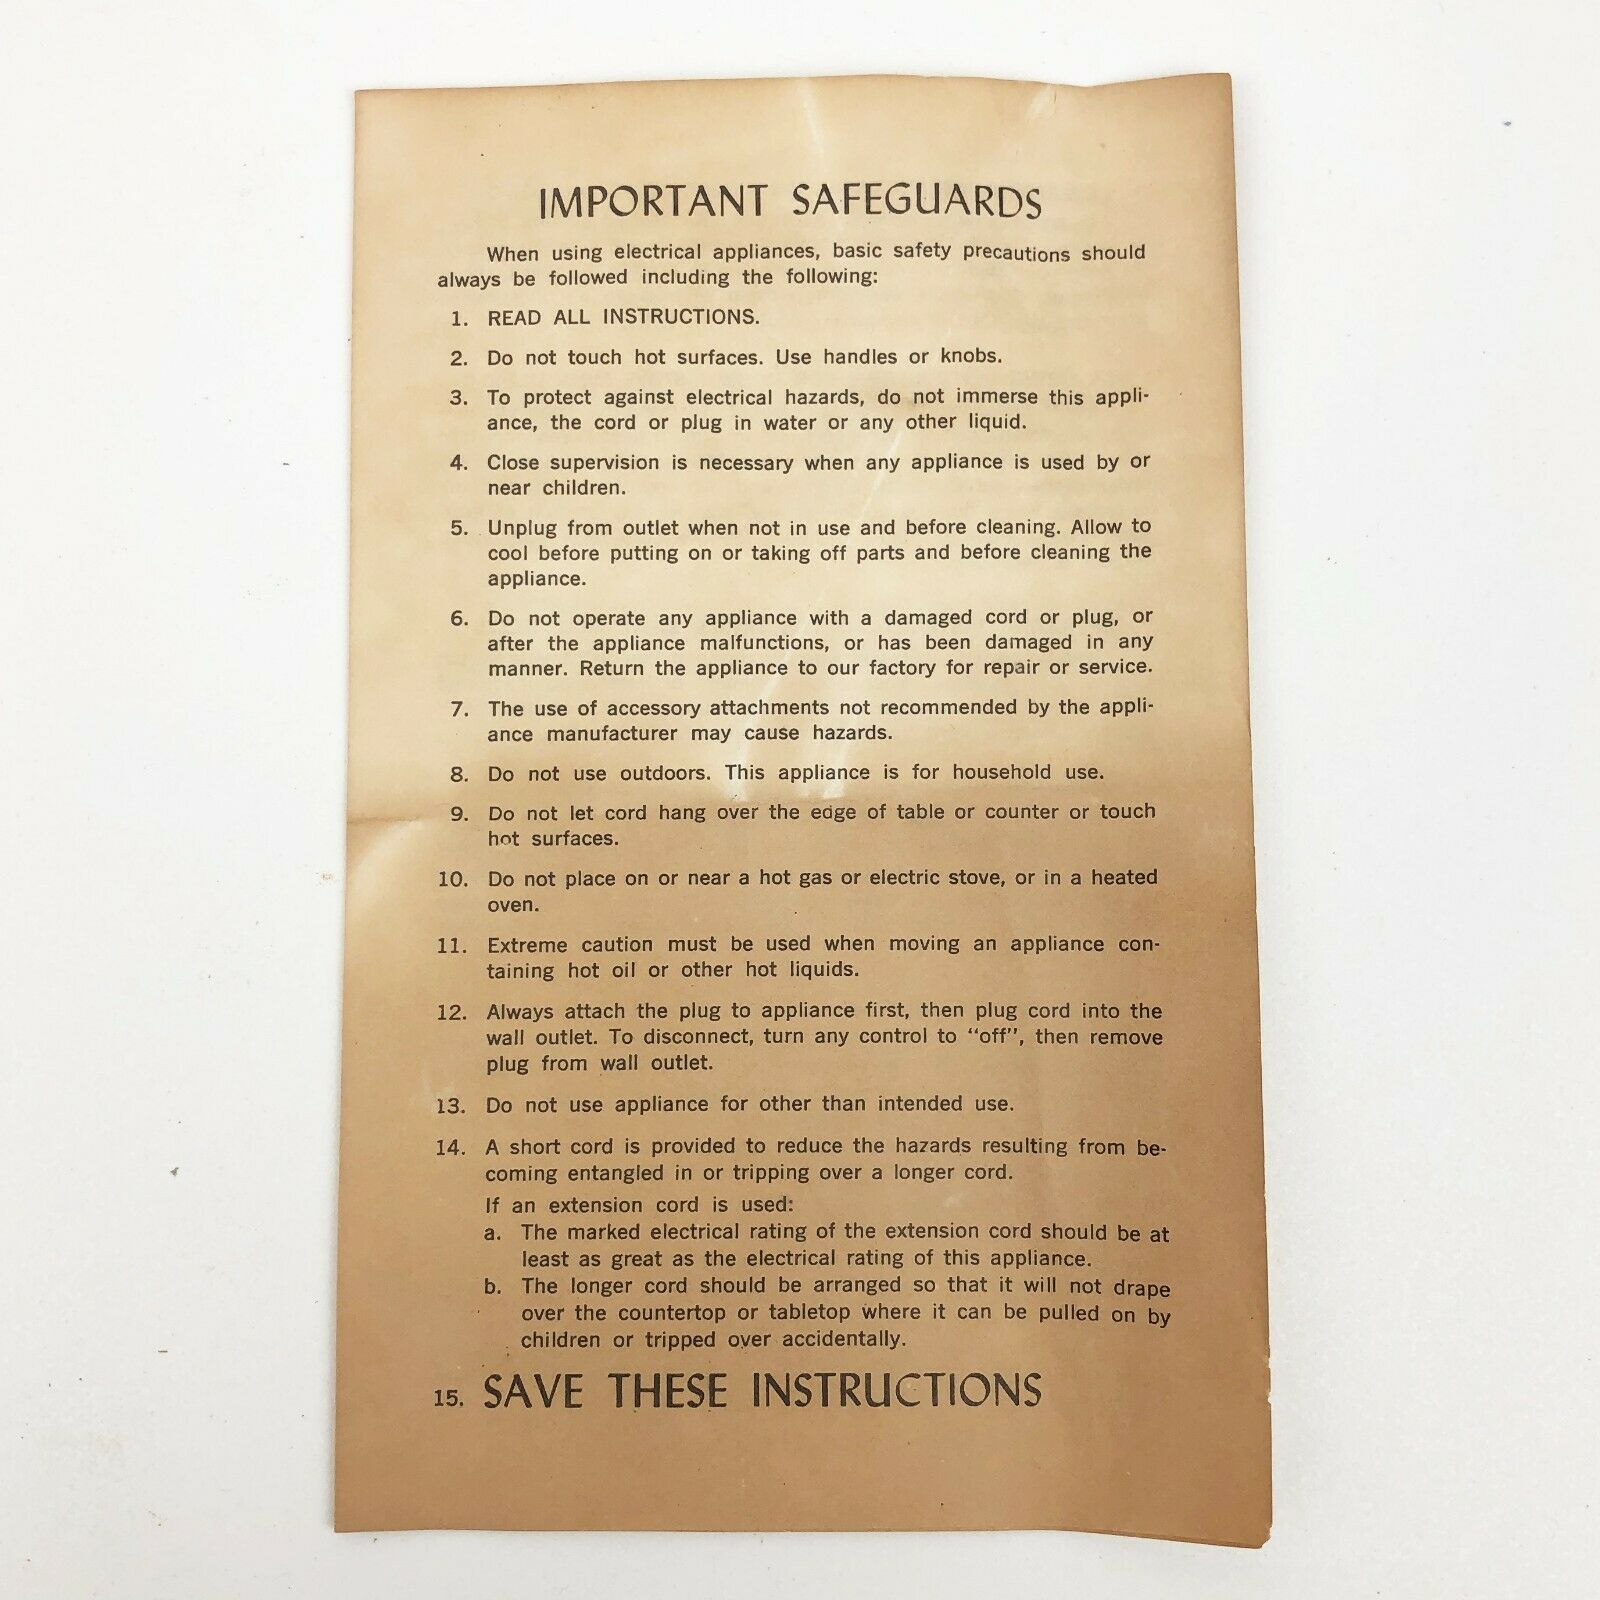 IMPORTANT SAFEGUARDS
When using electrical appliances, basic safety precautions should
always be followed including the following:
1. READ ALL INSTRUCTIONS.
2. Do not touch hot surfaces. Use handles or knobs.
3. To protect against electrical hazards, do not immerse this appli-
ance, the cord or plug in water or any other liquid.
4. Close supervision is necessary when any appliance is used by or
near children.
5. Unplug from outlet when not in use and before cleaning. Allow to
cool before putting on or taking off parts and before cleaning the
appliance.
6. Do not operate any appliance with a damaged cord or plug, or
after the appliance malfunctions, or has been damaged in any
manner. Return the appliance to our factory for repair or service.
7. The use of accessory attachments not recommended by the appli-
ance manufacturer may cause hazards.
8. Do not use outdoors. This appliance is for household use.
9. Do not let cord hang over the edge of table or counter or touch
hot surfaces.
10. Do not place on or near a hot gas or electric stove, or in a heated
oven.
11. Extreme caution must be used when moving an appliance con-
taining hot oil or other hot liquids.
12. Always attach the plug to appliance first, then plug cord into the
wall outlet. To disconnect, turn any control to “off”, then remove
plug from wall outlet.
13. Do not use appliance for other than intended use.
14. A short cord is provided to reduce the hazards resulting from be-
coming entangled in or tripping over a longer cord.
If an extension cord is used:
a. The marked electrical rating of the extension cord should be at
least as great as the electrical rating of this appliance.
b. The longer cord should be arranged so that it will not drape
over the countertop or tabletop where it can be pulled on by
children or tripped over accidentally.
15. SAVE THESE INSTRUCTIONS